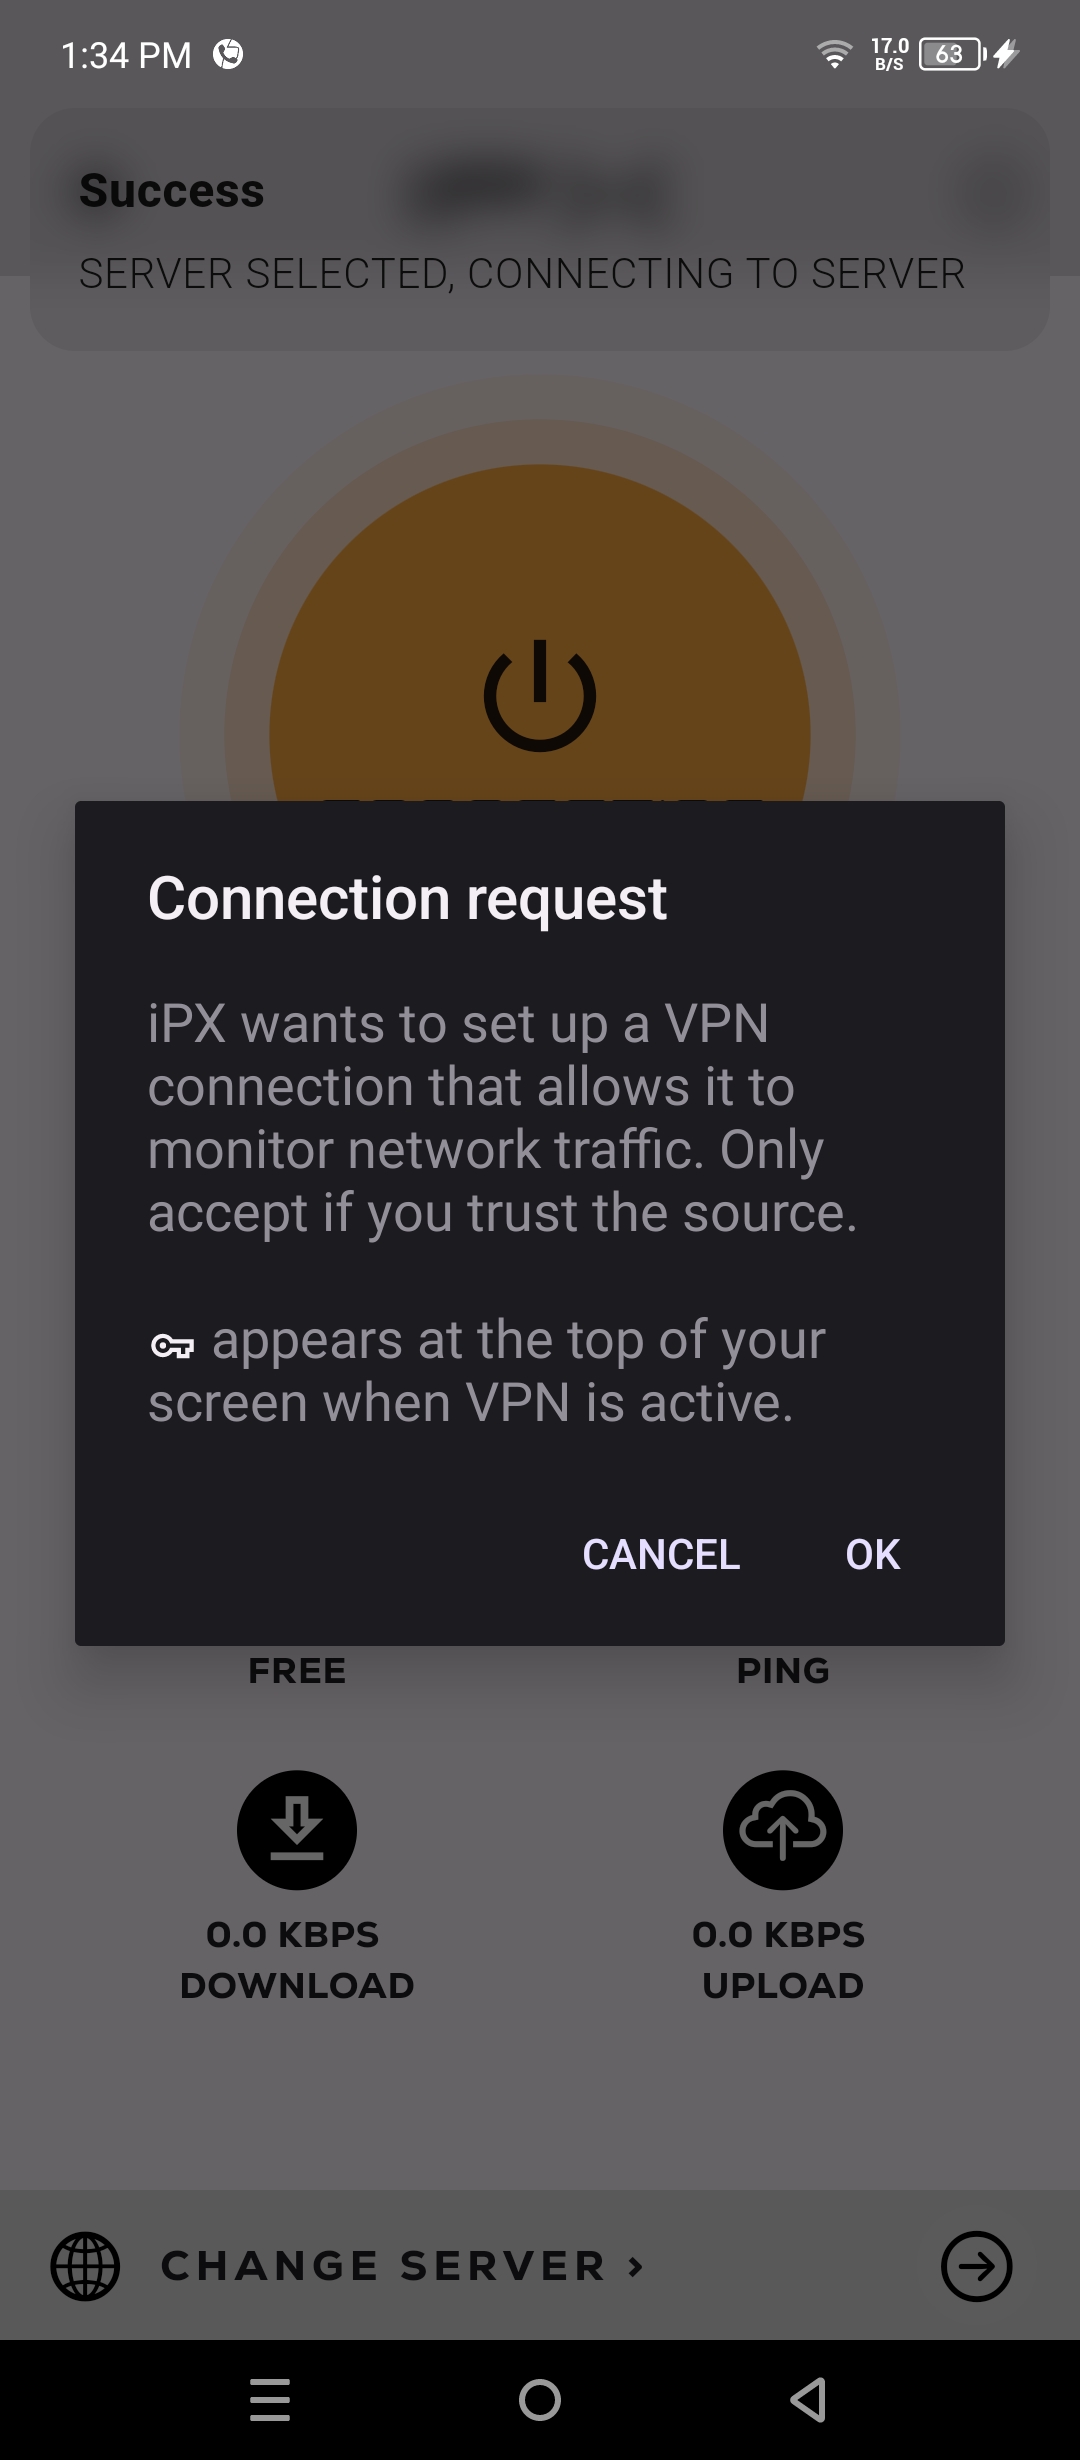 1:34 PM
17.0
B/S
63
Success
SERVER SELECTED, CONNECTING TO SERVER
Connection request
iPX wants to set up a VPN
connection that allows it to
monitor network traffic. Only
accept if you trust the source.
appears at the top of your
screen when VPN is active.
CANCEL OK
FREE PING
0.0 KBPS 0.0 KBPS
DOWNLOAD UPLOAD
CHANGE SERVER ›